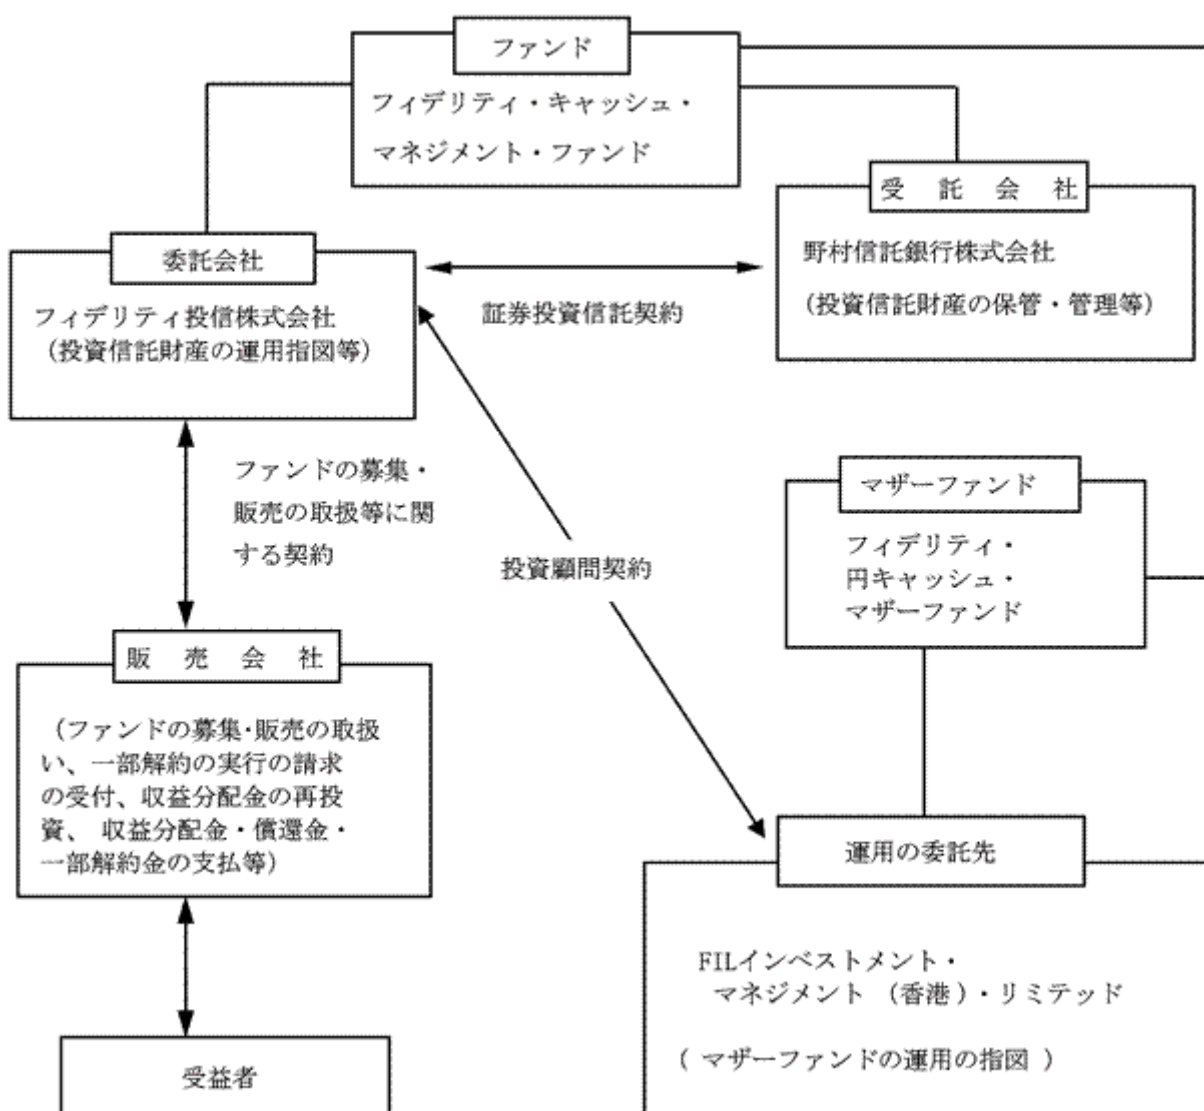 ファンド
フィデリティ・キャッシュ・
マネジメント・ファンド
受 託 会 社
野村信託銀行株式会社
(投資信託財産の保管・管理等)
委託会社
フィデリティ投信株式会社
(投資信託財産の運用指図等)
証券投資信託契約
ファンドの募集・
販売の取扱等に関
する契約
投資顧問契約
マザーファンド
フィデリティ・
円キャッシュ・
マザーファンド
販 売 会 社
(ファンドの募集・販売の取扱
い、一部解約の実行の請求
の受付、収益分配金の再投
資、 収益分配金・償還金・
一部解約金の支払等)
運用の委託先
FILインベストメント・
マネジメント (香港)・リミテッド
( マザーファンドの運用の指図 )
受益者